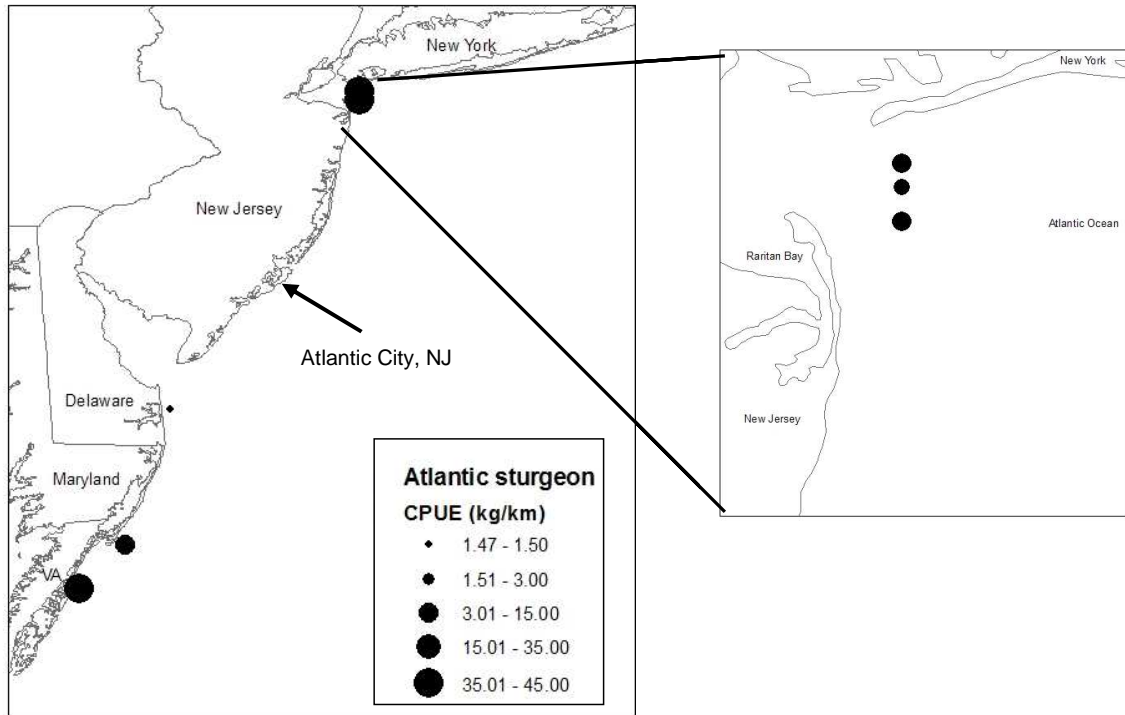 New York
New Jersey
Atlantic City, NJ
Delaware
Maryland
VA
Atlantic sturgeon
CPUE (kg/km)
1.47 - 1.50
1.51 - 3.00
3.01 - 15.00
15.01 - 35.00
35.01 - 45.00
New York
Atlantic Ocean
Raritan Bay
New Jersey